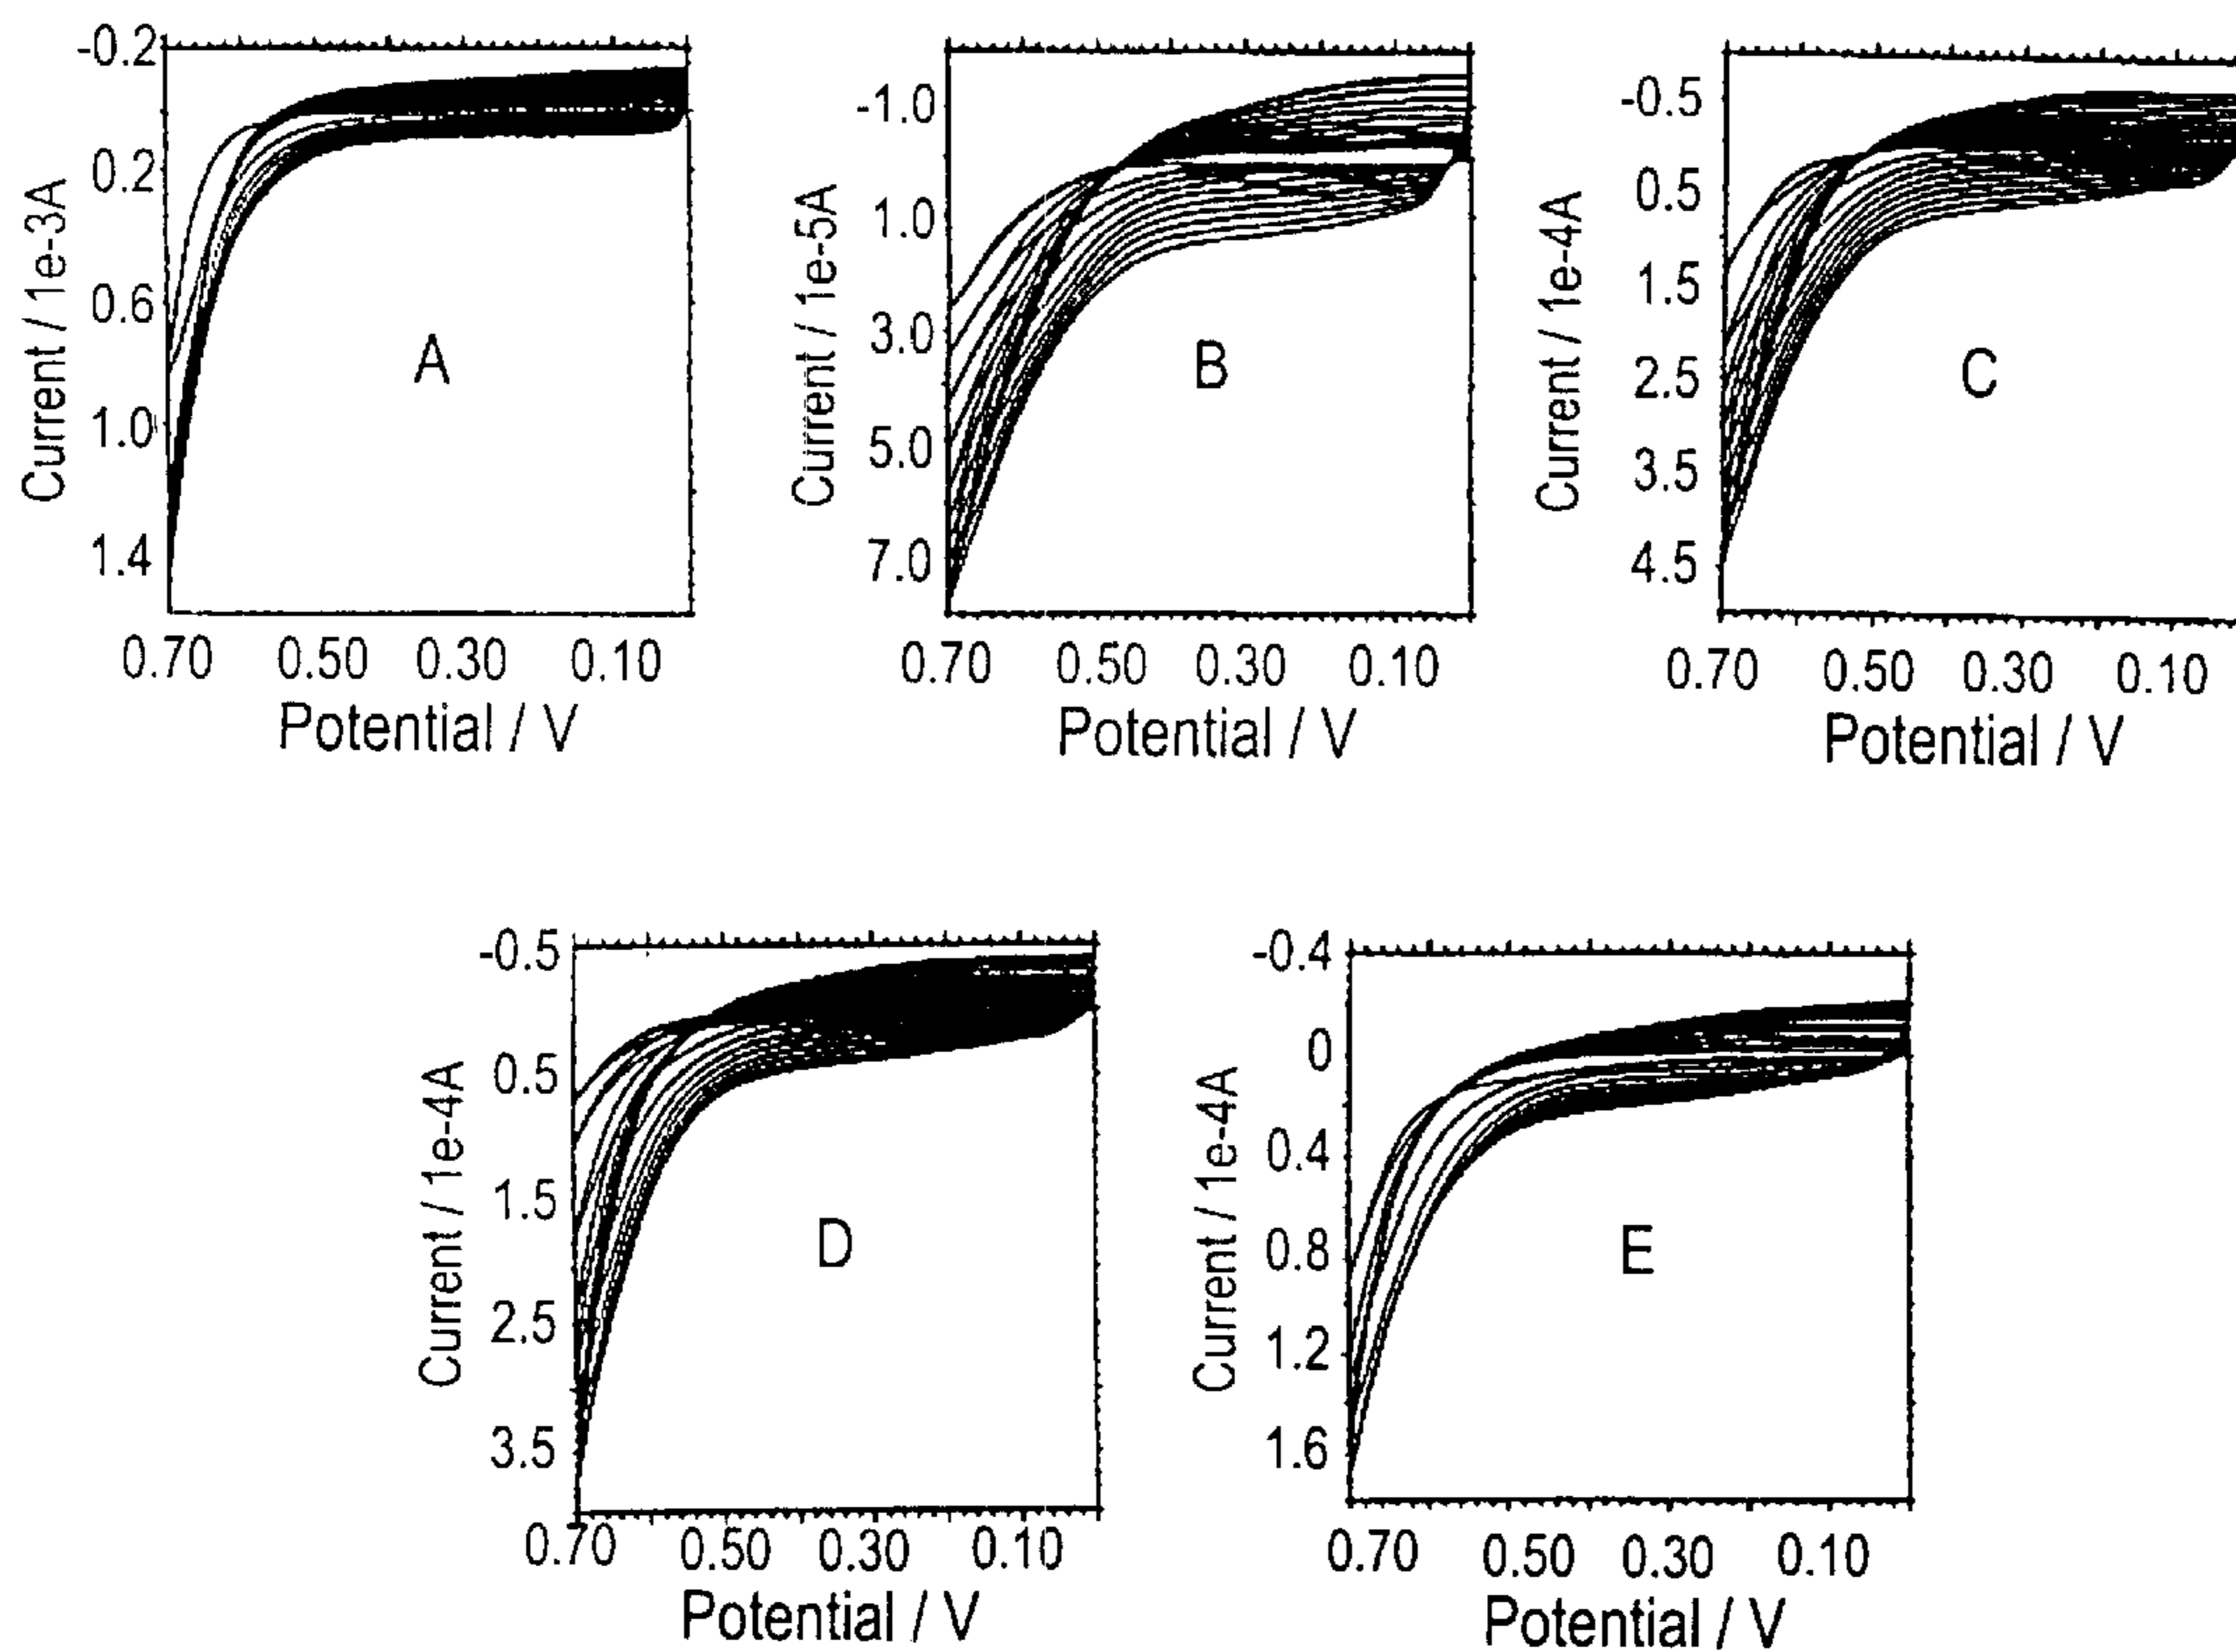 -0.2
0.2
0.6
1.0
1.4
Current / 1e-3A
A
0.70 0.50 0.30 0.10
Potential / V
-1.0
1.0
3.0
5.0
7.0
Current / 1e-5A
B
0.70 0.50 0.30 0.10
Potential / V
-0.5
0.5
1.5
2.5
3.5
4.5
Current / 1e-4A
C
0.70 0.50 0.30 0.10
Potential / V
-0.5
0.5
1.5
2.5
3.5
Current / 1e-4A
D
0.70 0.50 0.30 0.10
Potential / V
-0.4
0
0.4
0.8
1.2
1.6
Current / 1e-4A
E
0.70 0.50 0.30 0.10
Potential / V